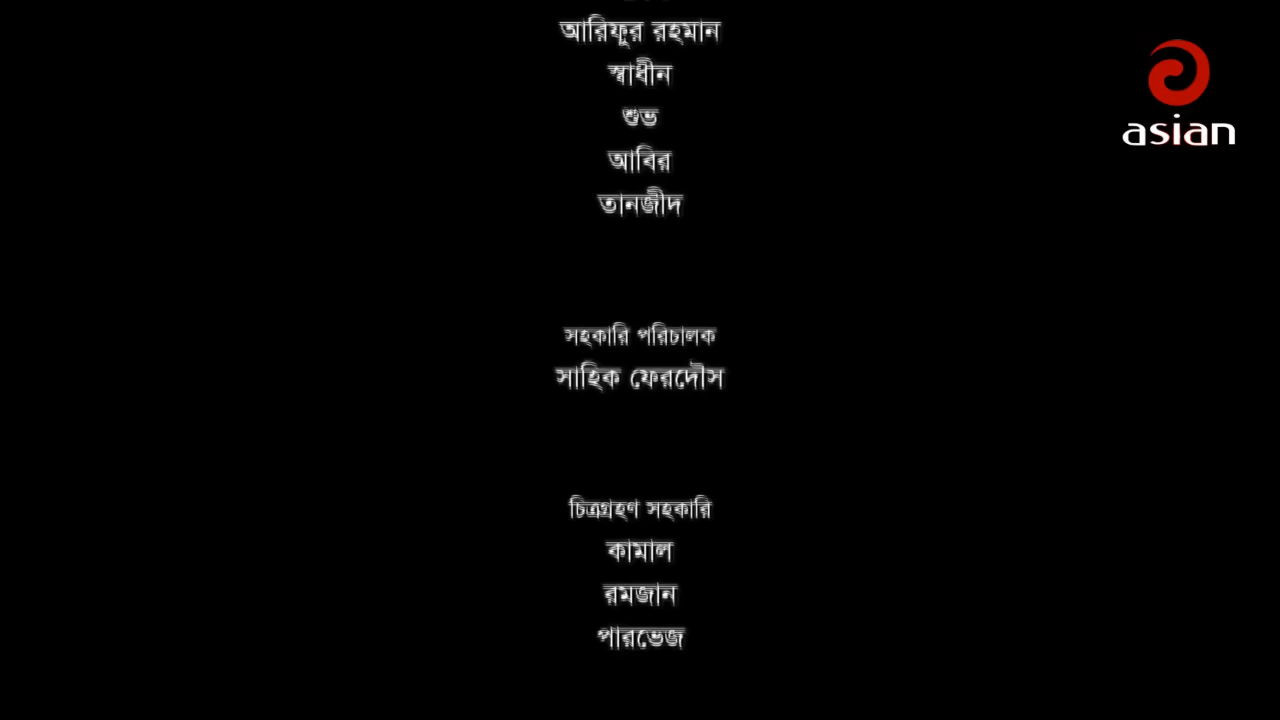 আরিফুর রহমান
স্বাধীন
শুভ
আবির
তানজীদ
সহকারি পরিচালক
সাহিক ফেরদৌস
চিত্রগ্রহণ সহকারি
কামাল
রমজান
পারভেজ
asian